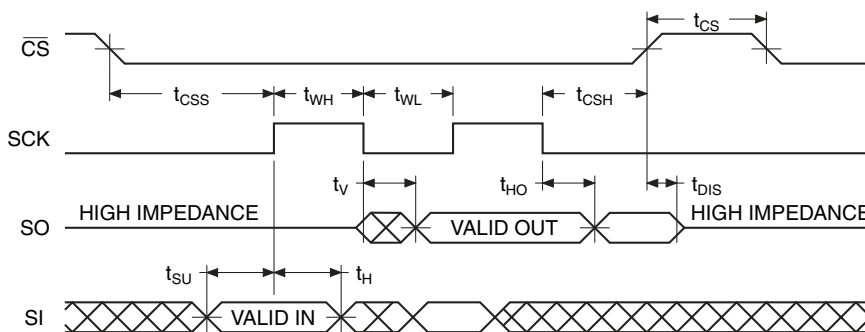 t_CS
C̅S̅
t_CSS t_WH t_WL t_CSH
SCK
t_V t_HO t_DIS
HIGH IMPEDANCE HIGH IMPEDANCE
SO VALID OUT
t_SU t_H
SI VALID IN